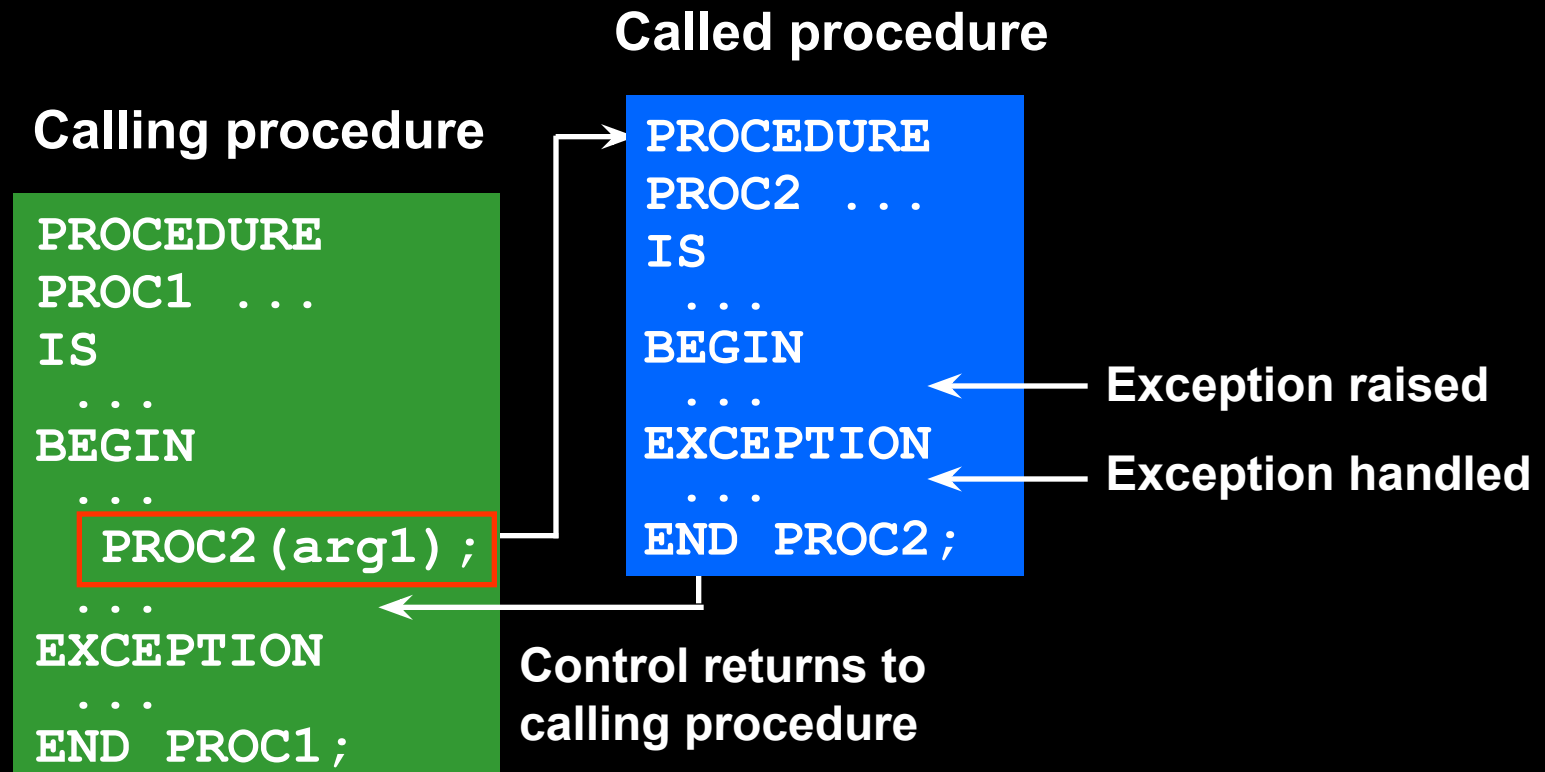 Called procedure
Calling procedure
PROCEDURE
PROC1 ...
IS
...
BEGIN
...
PROC2(arg1);
...
EXCEPTION
...
END PROC1;
PROCEDURE
PROC2 ...
IS
...
BEGIN
...
EXCEPTION
...
END PROC2;
Exception raised
Exception handled
Control returns to
calling procedure